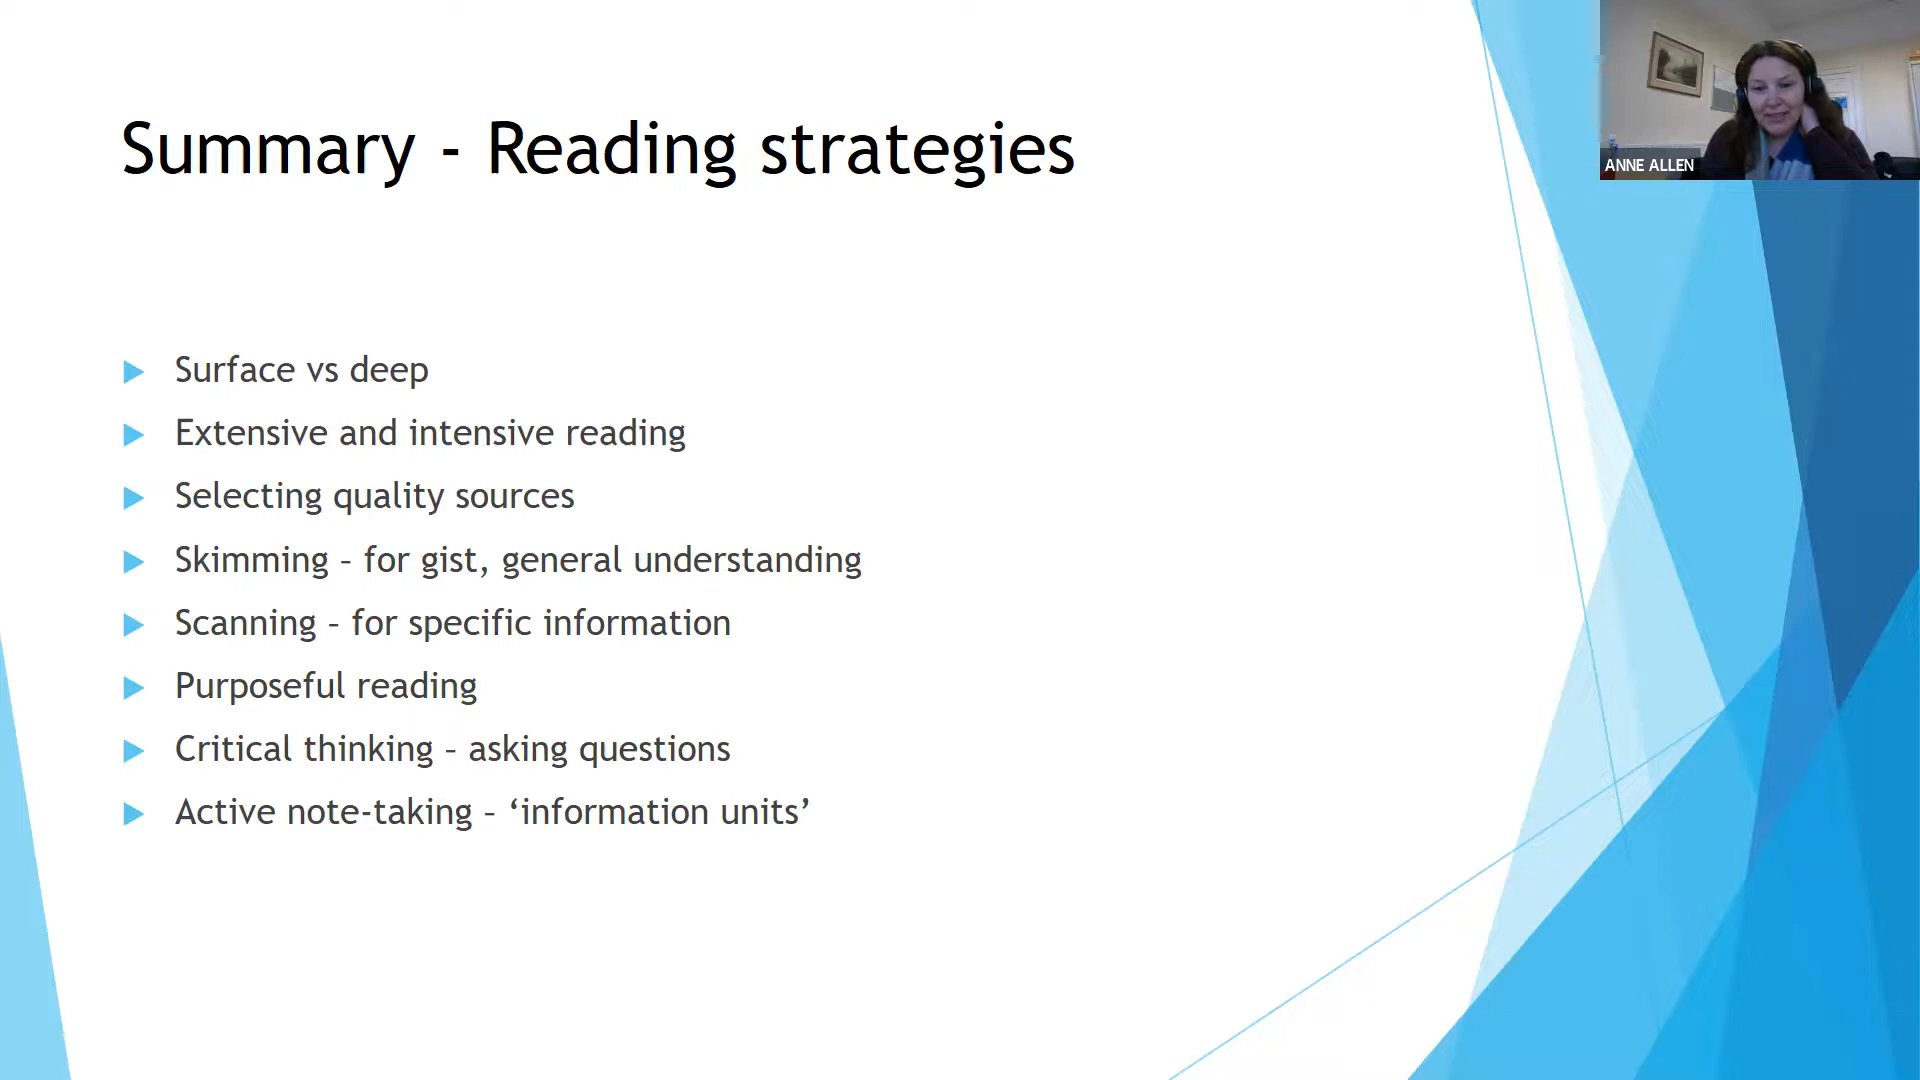 Summary - Reading strategies
Surface vs deep
Extensive and intensive reading
Selecting quality sources
Skimming – for gist, general understanding
Scanning – for specific information
Purposeful reading
Critical thinking – asking questions
Active note-taking – ‘information units’
ANNE ALLEN